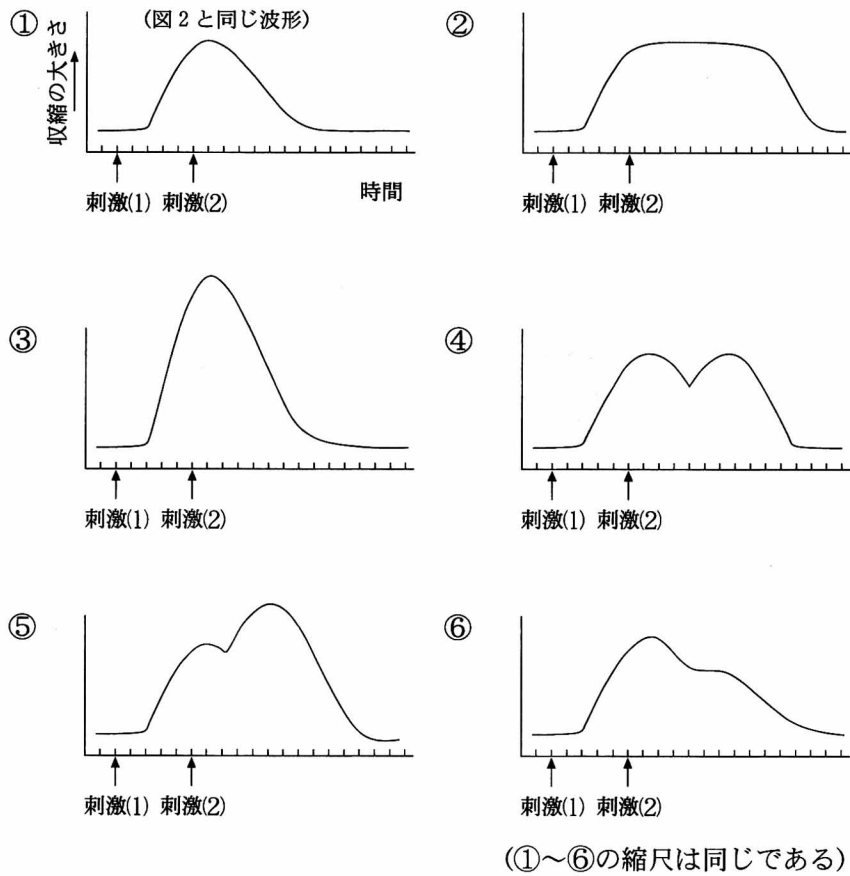 ① (図2と同じ波形)
収縮の大きさ
刺激(1) 刺激(2) 時間
②
刺激(1) 刺激(2)
③
刺激(1) 刺激(2)
④
刺激(1) 刺激(2)
⑤
刺激(1) 刺激(2)
⑥
刺激(1) 刺激(2)
(①~⑥の縮尺は同じである)